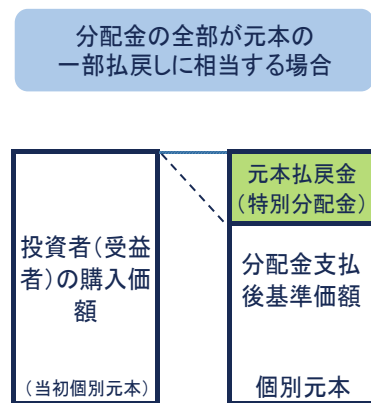 分配金の全部が元本の
一部払戻しに相当する場合
投資者(受益
者)の購入価
額
(当初個別元本)
元本払戻金
(特別分配金)
分配金支払
後基準価額
個別元本